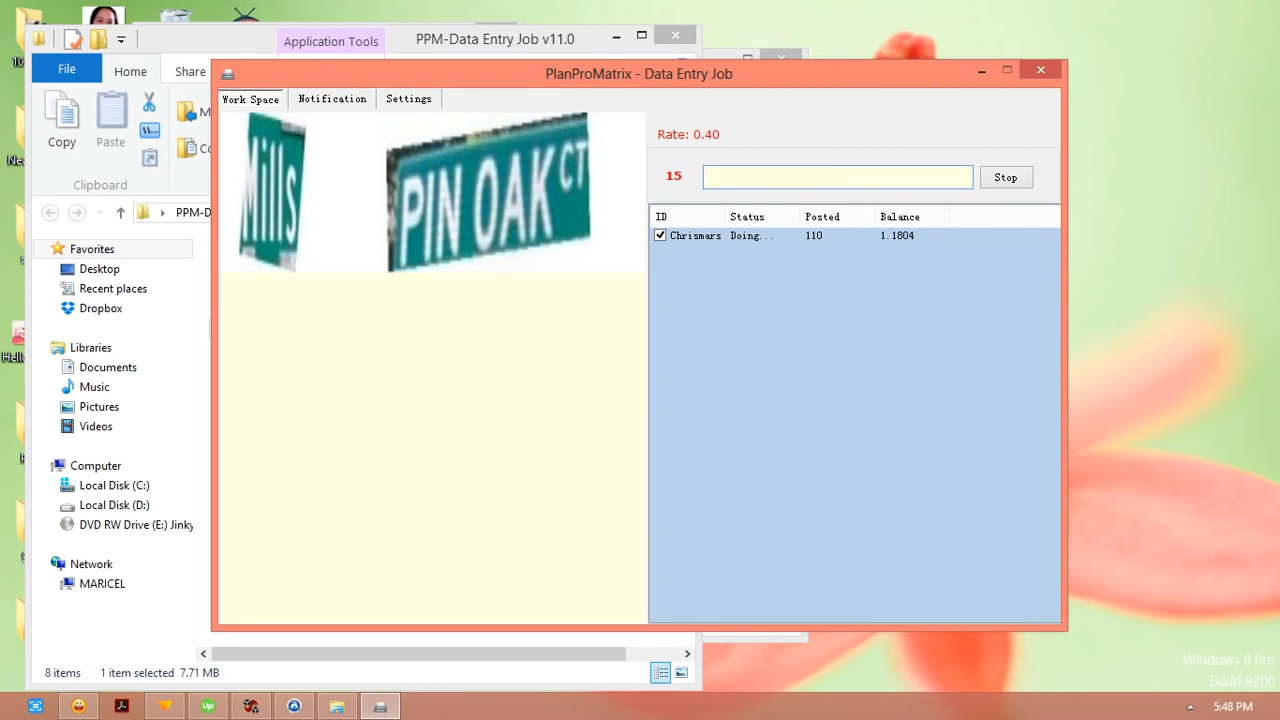 PPM-Data Entry Job v11.0
Application Tools
File
Home
Share
Copy
Paste
Clipboard
PPM-D
Favorites
Desktop
Recent places
Dropbox
Libraries
Documents
Music
Pictures
Videos
Computer
Local Disk (C:)
Local Disk (D:)
DVD RW Drive (E:) Jinky
Network
MARICEL
8 items 1 item selected 7.71 MB
PlanProMatrix - Data Entry Job
Work Space Notification Settings
Mills
PIN OAK CT
Rate: 0.40
15
Stop
ID Status Posted Balance
Chrismars Doing... 110 1.1804
Windows 8 Pro
Build 9200
Up
5:48 PM